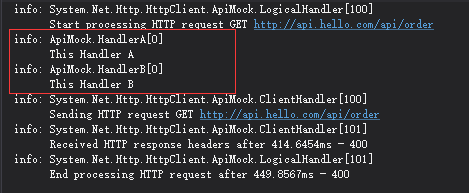 info: System.Net.Http.HttpClient.ApiMock.LogicalHandler[100]
Start processing HTTP request GET http://api.hello.com/api/order
info: ApiMock.HandlerA[0]
This Handler A
info: ApiMock.HandlerB[0]
This Handler B
info: System.Net.Http.HttpClient.ApiMock.ClientHandler[100]
Sending HTTP request GET http://api.hello.com/api/order
info: System.Net.Http.HttpClient.ApiMock.ClientHandler[101]
Received HTTP response headers after 414.6454ms - 400
info: System.Net.Http.HttpClient.ApiMock.LogicalHandler[101]
End processing HTTP request after 449.8567ms - 400